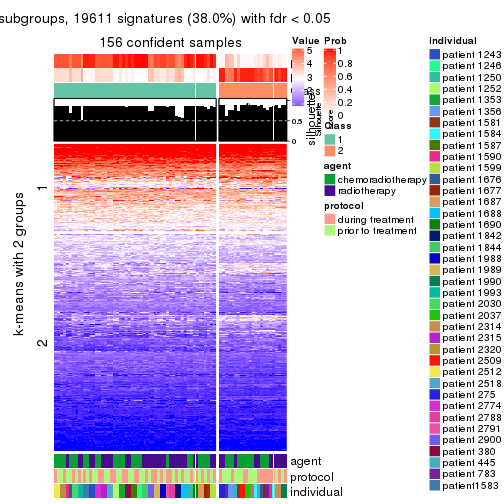 subgroups, 19611 signatures (38.0%) with fdr < 0.05
156 confident samples
k-means with 2 groups
1
2
Value
5
4
3
2
1
Prob
1
0.8
0.6
0.4
0.2
0
silhouette
0.5
0
Class
1
2
agent
chemoradiotherapy
radiotherapy
protocol
during treatment
prior to treatment
agent
protocol
individual
individual
patient 1243
patient 1246
patient 1250
patient 1252
patient 1353
patient 1356
patient 1581
patient 1584
patient 1587
patient 1590
patient 1599
patient 1676
patient 1677
patient 1687
patient 1688
patient 1690
patient 1842
patient 1844
patient 1988
patient 1989
patient 1990
patient 1993
patient 2030
patient 2037
patient 2314
patient 2315
patient 2320
patient 2509
patient 2512
patient 2518
patient 275
patient 2774
patient 2788
patient 2791
patient 2900
patient 380
patient 445
patient 783
patient1583